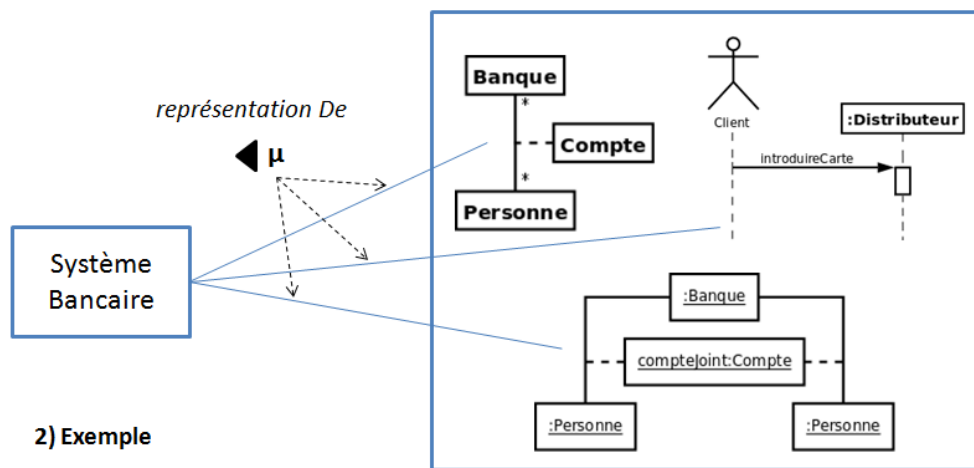 représentation De
μ
Système
Bancaire
2) Exemple
Banque
*
Compte
*
Personne
Client
:Distributeur
introduireCarte
:Banque
compteJoint:Compte
:Personne
:Personne